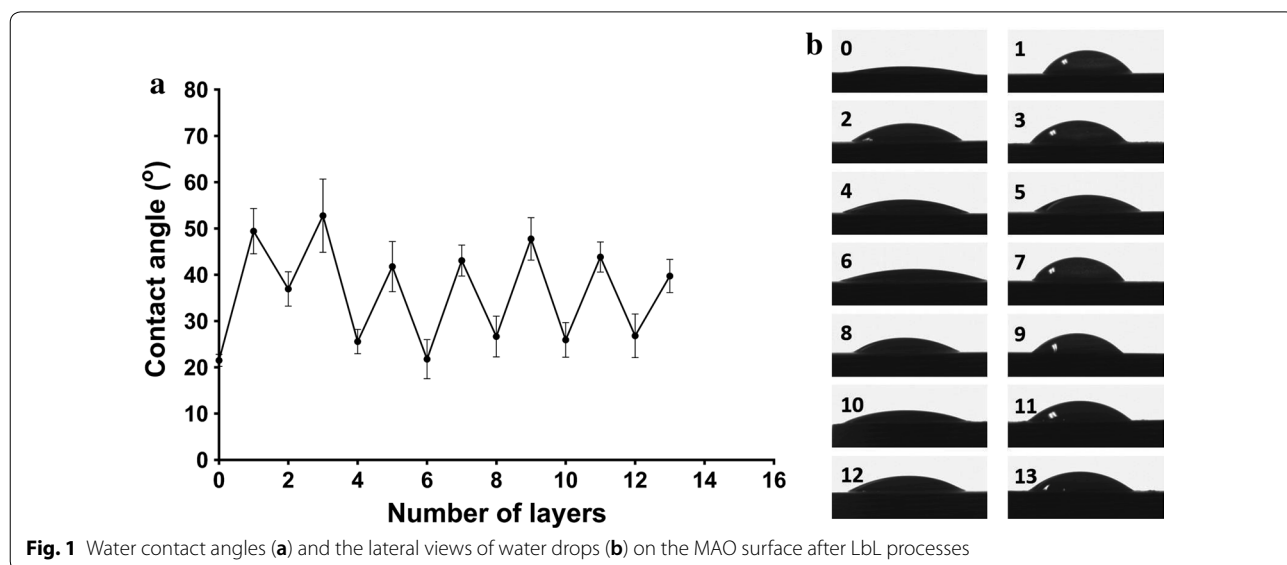 a
80
70
60
50
40
30
20
10
0
Contact angle (°)
0 2 4 6 8 10 12 14 16
Number of layers
b
0 1
2 3
4 5
6 7
8 9
10 11
12 13
Fig. 1 Water contact angles (a) and the lateral views of water drops (b) on the MAO surface after LbL processes